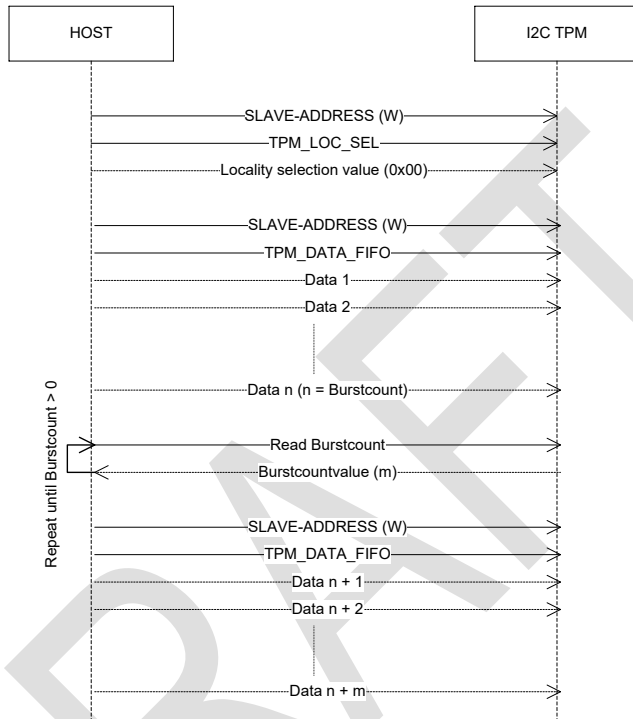 HOST
I2C TPM
SLAVE-ADDRESS (W)
TPM_LOC_SEL
Locality selection value (0x00)
SLAVE-ADDRESS (W)
TPM_DATA_FIFO
Data 1
Data 2
Data n (n = Burstcount)
Repeat until Burstcount > 0
Read Burstcount
Burstcountvalue (m)
SLAVE-ADDRESS (W)
TPM_DATA_FIFO
Data n + 1
Data n + 2
Data n + m
DRAFT